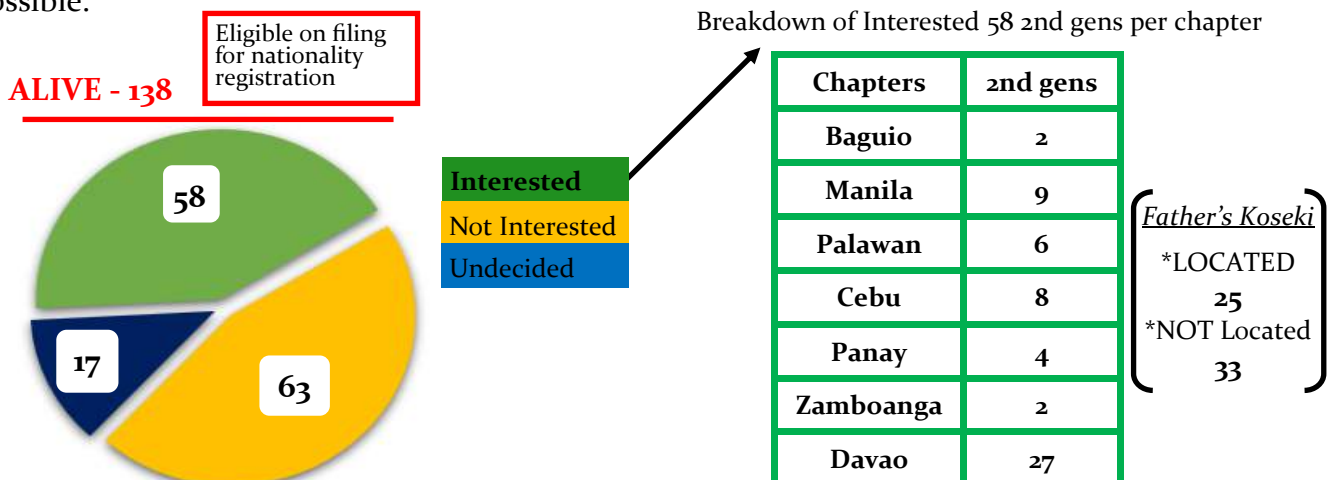 ossible.
Eligible on filing
for nationality
registration
ALIVE - 138
58
17
63
Interested
Not Interested
Undecided
Breakdown of Interested 58 2nd gens per chapter
Chapters 2nd gens
Baguio 2
Manila 9
Palawan 6
Cebu 8
Panay 4
Zamboanga 2
Davao 27
Father's Koseki
*LOCATED
25
*NOT Located
33